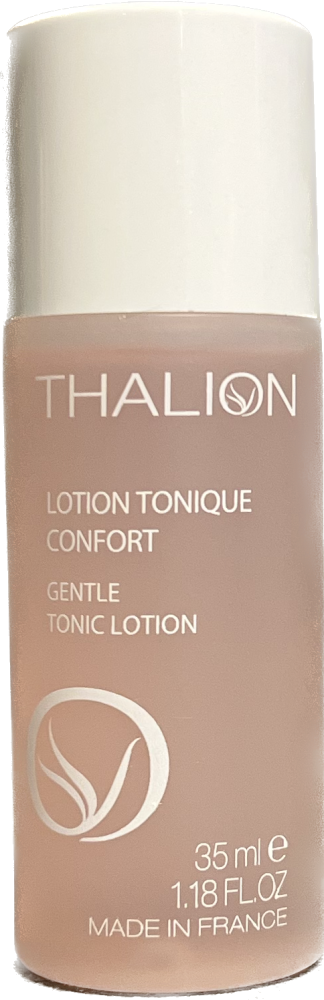 THALION
LOTION TONIQUE
CONFORT
GENTLE
TONIC LOTION
35 ml ℮
1.18 FL.OZ
MADE IN FRANCE